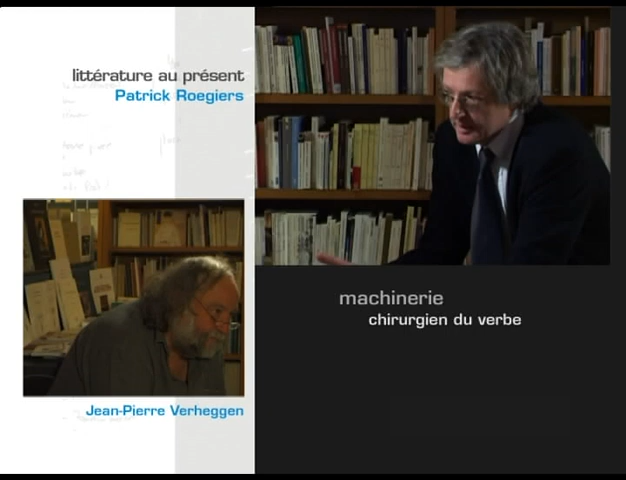 littérature au présent
Patrick Roegiers
Jean-Pierre Verheggen
machinerie
chirurgien du verbe